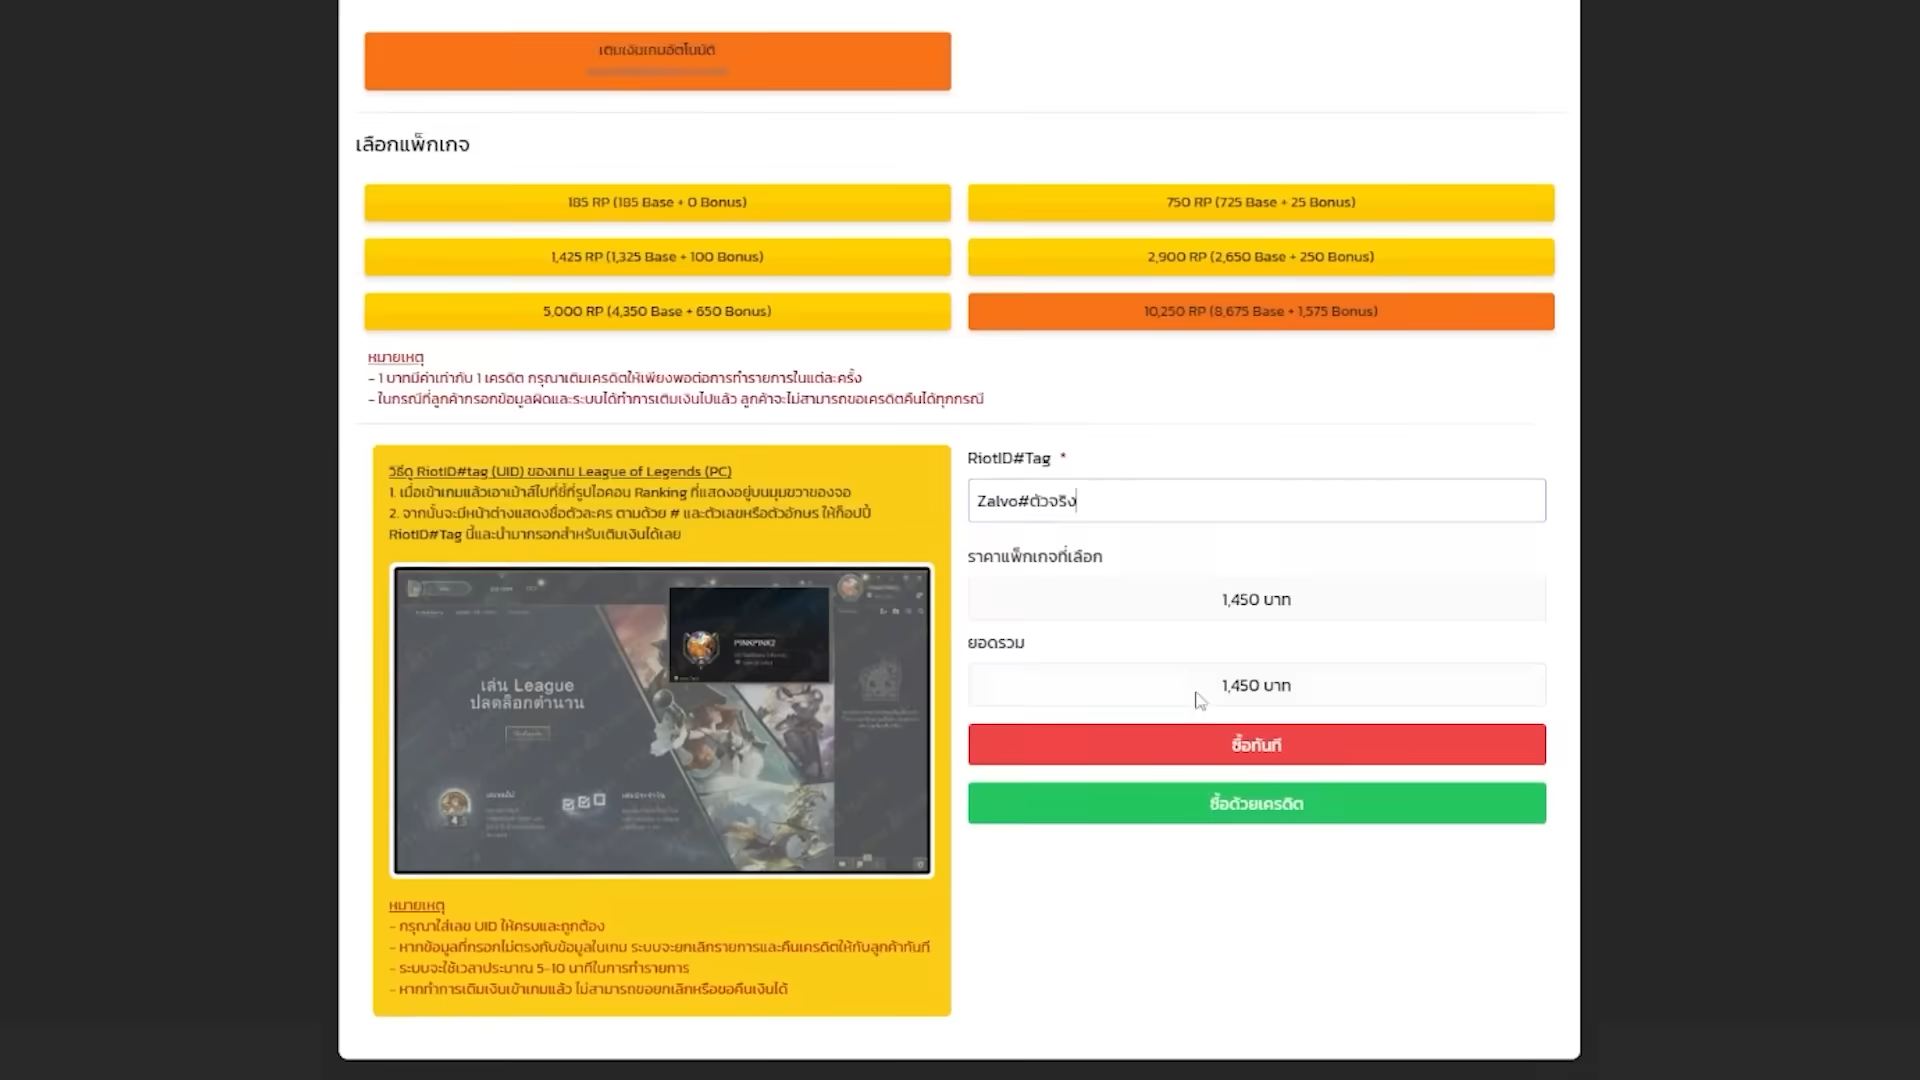 เติมเงินเกมอัตโนมัติ
เลือกแพ็กเกจ
185 RP (185 Base + 0 Bonus)
750 RP (725 Base + 25 Bonus)
1,425 RP (1,325 Base + 100 Bonus)
2,900 RP (2,650 Base + 250 Bonus)
5,000 RP (4,350 Base + 650 Bonus)
10,250 RP (8,675 Base + 1,575 Bonus)
หมายเหตุ
- 1 บาทมีค่าเท่ากับ 1 เครดิต กรุณาเติมเครดิตให้เพียงพอต่อการทำรายการในแต่ละครั้ง
- ในกรณีที่ลูกค้ากรอกข้อมูลผิดและระบบได้ทำการเติมเงินไปแล้ว ลูกค้าจะไม่สามารถขอเครดิตคืนได้ทุกกรณี
วิธีดู RiotID#tag (UID) ของเกม League of Legends (PC)
1. เมื่อเข้าเกมแล้วเอาเม้าส์ไปที่ชี้ที่รูปไอคอน Ranking ที่แสดงอยู่บนมุมขวาของจอ
2. จากนั้นจะมีหน้าต่างแสดงชื่อตัวละคร ตามด้วย # และตัวเลขหรือตัวอักษร ให้ก็อปปี้
RiotID#Tag นี้และนำมากรอกสำหรับเติมเงินได้เลย
PINKPINK2
เล่น League
ปลดล็อกตำนาน
หมายเหตุ
- กรุณาใส่เลข UID ให้ครบและถูกต้อง
- หากข้อมูลที่กรอกไม่ตรงกับข้อมูลในเกม ระบบจะยกเลิกรายการและคืนเครดิตให้กับลูกค้าทันที
- ระบบจะใช้เวลาประมาณ 5-10 นาทีในการทำรายการ
- หากทำการเติมเงินเข้าเกมแล้ว ไม่สามารถขอยกเลิกหรือขอคืนเงินได้
RiotID#Tag *
Zalvo#ตัวจริง
ราคาแพ็กเกจที่เลือก
1,450 บาท
ยอดรวม
1,450 บาท
ซื้อทันที
ซื้อด้วยเครดิต